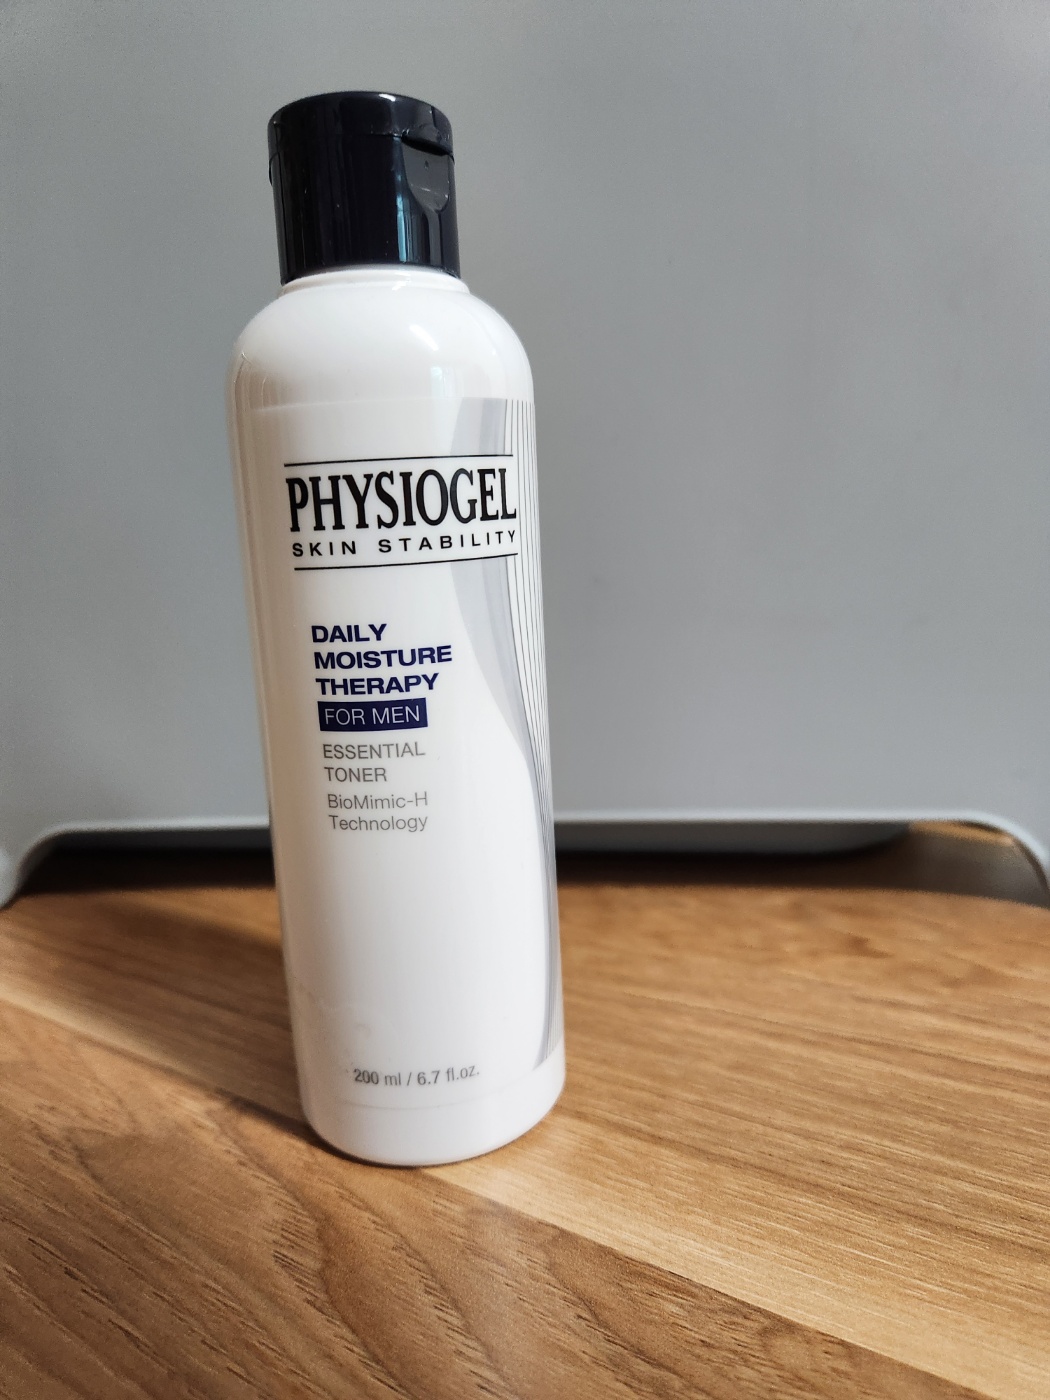 PHYSIOGEL
SKIN STABILITY
DAILY
MOISTURE
THERAPY
FOR MEN
ESSENTIAL
TONER
BioMimic-H
Technology
200 ml / 6.7 fl.oz.